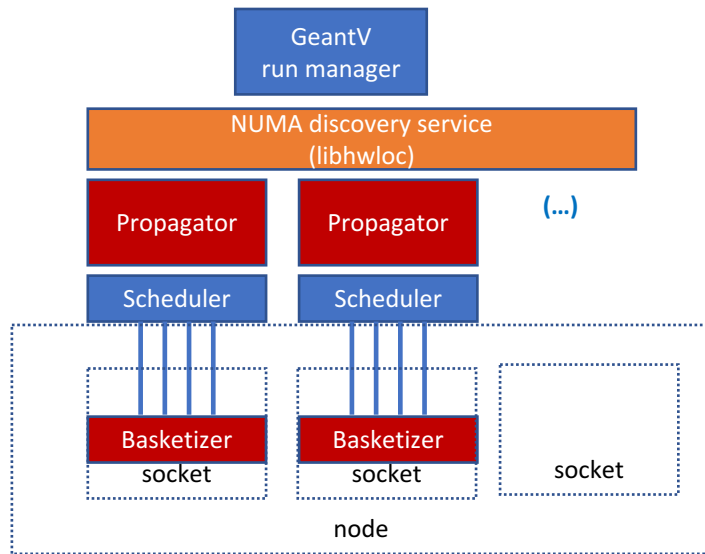 GeantV
run manager
NUMA discovery service
(libhwloc)
Propagator
Propagator
(...)
Scheduler
Scheduler
Basketizer
Basketizer
socket
socket
socket
node